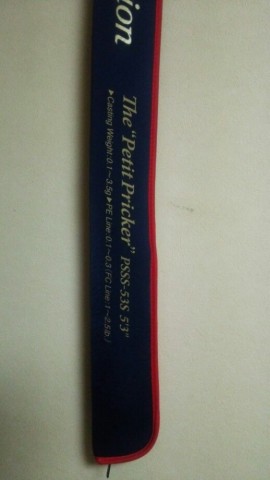 ion
The "Petit Pricker" PSSS-53S 5'3"
▶Casting Weight: 0.1~3.5g ▶PE Line: 0.1~0.3 (FC Line: 1~2.5lb.)